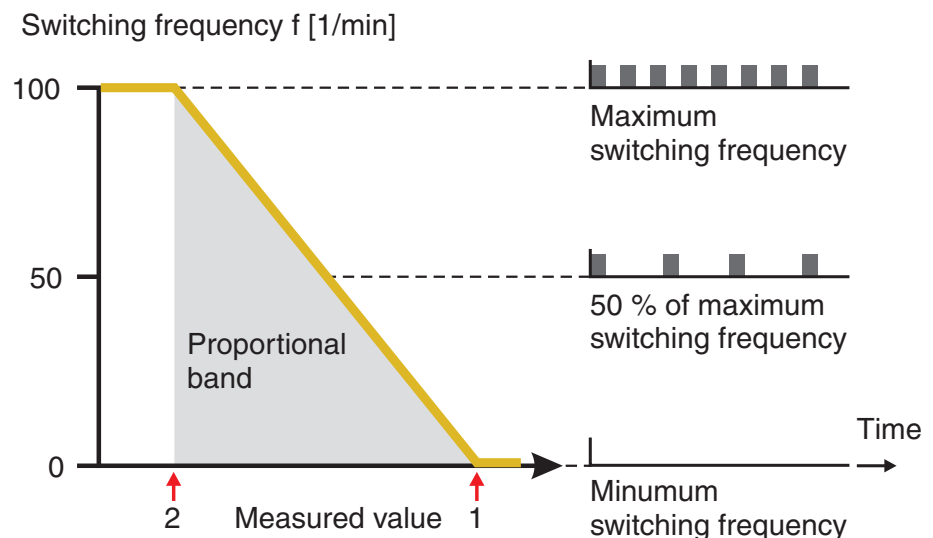 Switching frequency f [1/min]
100
Maximum
switching frequency
50
50 % of maximum
switching frequency
Proportional
band
Time
0
2 Measured value 1
Minumum
switching frequency